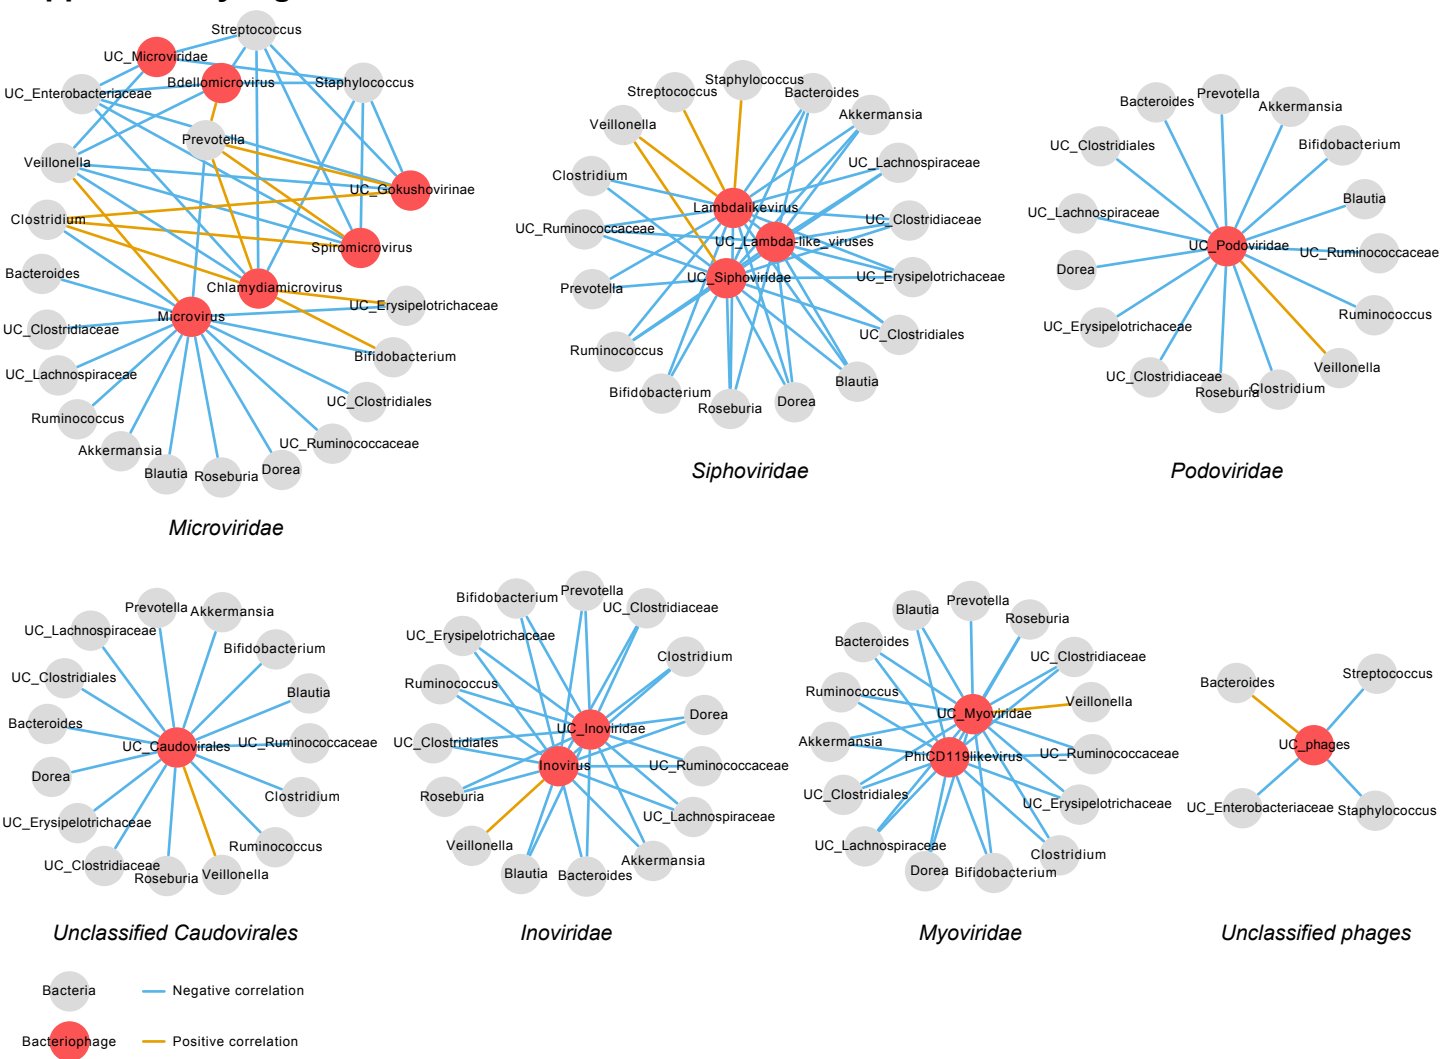 Streptococcus
UC_Microviridae
Bdellomicrovirus
Staphylococcus
UC_Enterobacteriaceae
Prevotella
Veillonella
UC_Gokushovirinae
Clostridium
Spiromicrovirus
Bacteroides
Chlamydiamicrovirus
UC_Erysipelotrichaceae
Microvirus
UC_Clostridiaceae
Bifidobacterium
UC_Lachnospiraceae
UC_Clostridiales
Ruminococcus
UC_Ruminococcaceae
Akkermansia
Blautia
Roseburia
Dorea
Microviridae
Staphylococcus
Streptococcus
Bacteroides
Veillonella
Akkermansia
UC_Lachnospiraceae
Clostridium
Lambdalikevirus
UC_Clostridiaceae
UC_Ruminococcaceae
UC_Lambda-like_viruses
UC_Siphoviridae
UC_Erysipelotrichaceae
Prevotella
UC_Clostridiales
Ruminococcus
Blautia
Bifidobacterium
Roseburia
Dorea
Siphoviridae
Prevotella
Bacteroides
Akkermansia
UC_Clostridiales
Bifidobacterium
Blautia
UC_Lachnospiraceae
UC_Podoviridae
UC_Ruminococcaceae
Dorea
Ruminococcus
UC_Erysipelotrichaceae
Veillonella
UC_Clostridiaceae
Roseburia
Clostridium
Podoviridae
Prevotella
Akkermansia
UC_Lachnospiraceae
Bifidobacterium
UC_Clostridiales
Blautia
Bacteroides
UC_Caudovirales
UC_Ruminococcaceae
Dorea
Clostridium
UC_Erysipelotrichaceae
Ruminococcus
UC_Clostridiaceae
Roseburia
Veillonella
Unclassified Caudovirales
Prevotella
Bifidobacterium
UC_Clostridiaceae
UC_Erysipelotrichaceae
Clostridium
Ruminococcus
Dorea
UC_Inoviridae
UC_Clostridiales
Inovirus
UC_Ruminococcaceae
Roseburia
UC_Lachnospiraceae
Veillonella
Akkermansia
Blautia
Bacteroides
Inoviridae
Prevotella
Blautia
Roseburia
Bacteroides
UC_Clostridiaceae
Ruminococcus
Veillonella
UC_Myoviridae
Akkermansia
PhiCD119likevirus
UC_Ruminococcaceae
UC_Clostridiales
UC_Erysipelotrichaceae
UC_Lachnospiraceae
Clostridium
Dorea
Bifidobacterium
Myoviridae
Streptococcus
Bacteroides
UC_phages
UC_Enterobacteriaceae
Staphylococcus
Unclassified phages
Bacteria
Negative correlation
Bacteriophage
Positive correlation